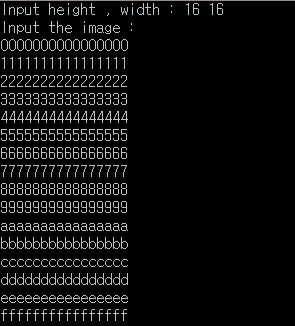 Input height , width : 16 16
Input the image :
0000000000000000
1111111111111111
2222222222222222
3333333333333333
4444444444444444
5555555555555555
6666666666666666
7777777777777777
8888888888888888
9999999999999999
aaaaaaaaaaaaaaaa
bbbbbbbbbbbbbbbb
cccccccccccccccc
dddddddddddddddd
eeeeeeeeeeeeeeee
ffffffffffffffff